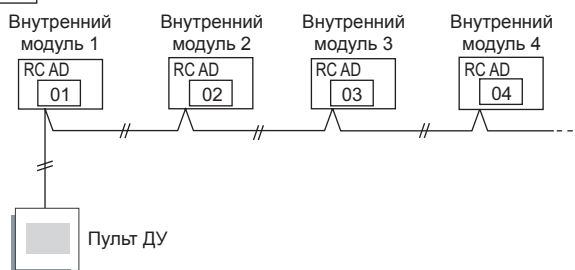 Внутренний
модуль 1
Внутренний
модуль 2
Внутренний
модуль 3
Внутренний
модуль 4
RC AD
01
RC AD
02
RC AD
03
RC AD
04
Пульт ДУ